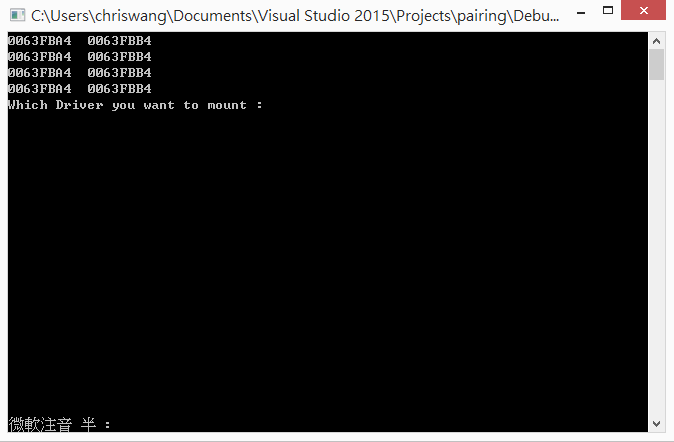 C:\Users\chriswang\Documents\Visual Studio 2015\Projects\pairing\Debu...
0063FBA4  0063FBB4
0063FBA4  0063FBB4
0063FBA4  0063FBB4
0063FBA4  0063FBB4
Which Driver you want to mount :
微軟注音 半 :